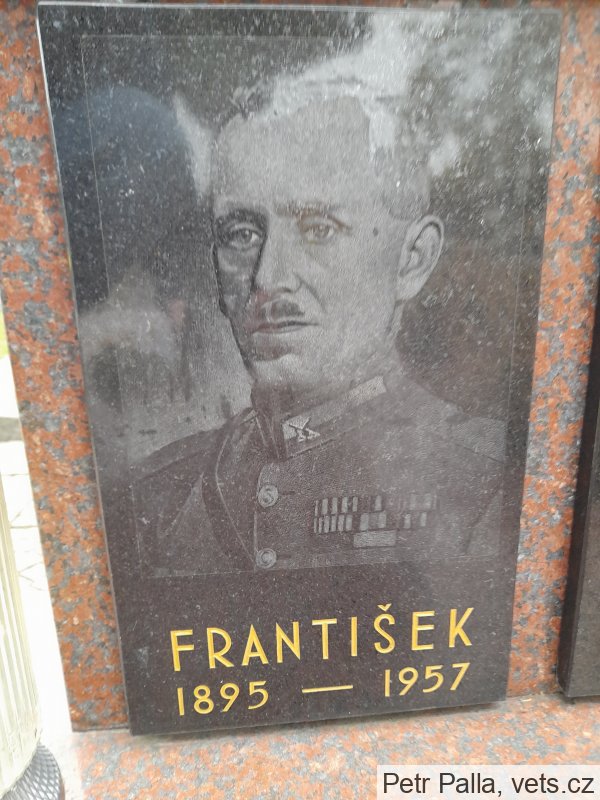 FRANTIŠEK
1895 — 1957
Petr Palla, vets.cz